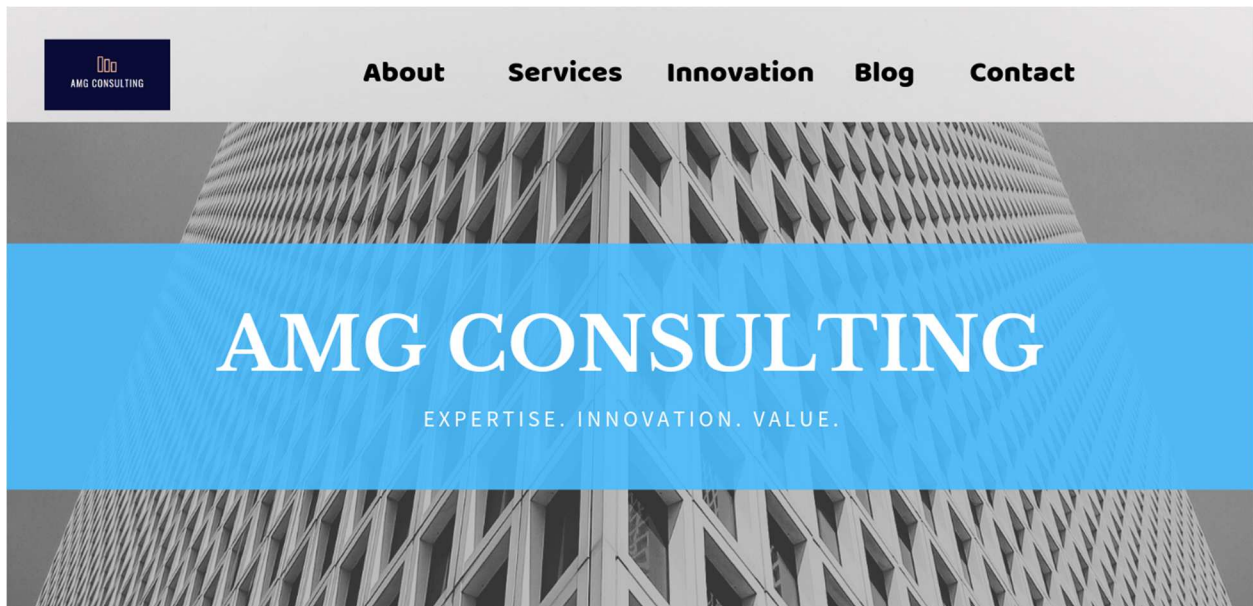 AMG CONSULTING
About Services Innovation Blog Contact
AMG CONSULTING
EXPERTISE. INNOVATION. VALUE.